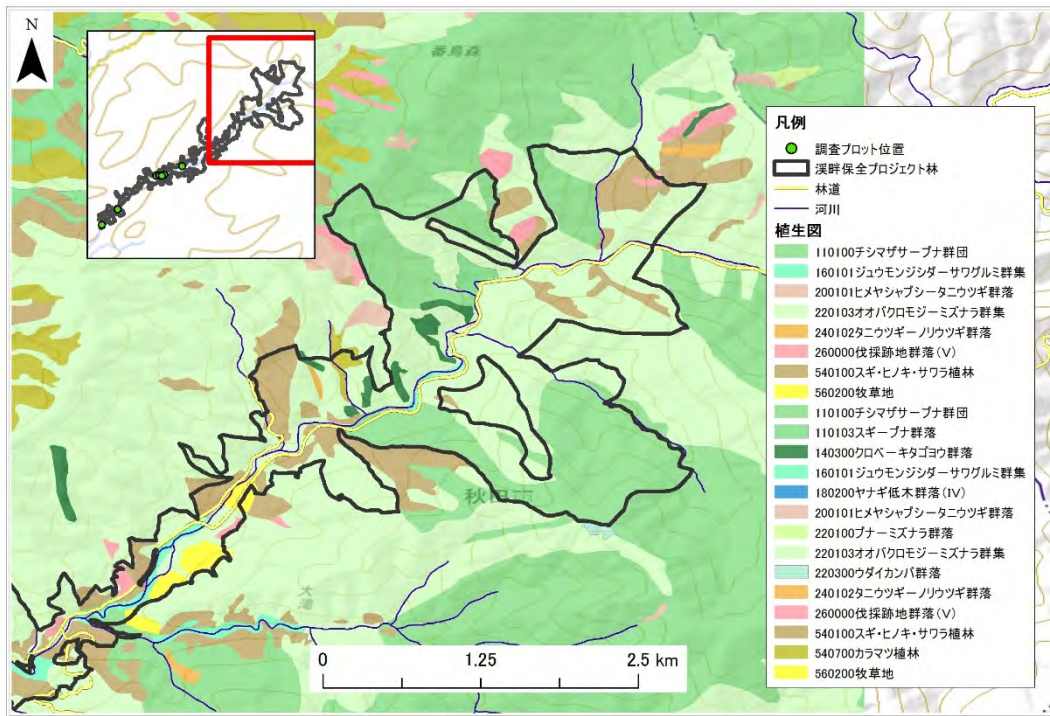 N
番鳥森
凡例
調査プロット位置
渓畔保全プロジェクト林
林道
河川
植生図
110100チシマザサーブナ群団
160101ジュウモンジシダーサワグルミ群集
200101ヒメヤシャブシータニウツギ群落
220103オオバクロモジーミズナラ群集
240102タニウツギーノリウツギ群落
260000伐採跡地群落(V)
540100スギ・ヒノキ・サワラ植林
560200牧草地
110100チシマザサーブナ群団
110103スギーブナ群落
140300クロベーキタゴヨウ群落
160101ジュウモンジシダーサワグルミ群集
180200ヤナギ低木群落(IV)
200101ヒメヤシャブシータニウツギ群落
220100ブナーミズナラ群落
220103オオバクロモジーミズナラ群集
220300ウダイカンバ群落
240102タニウツギーノリウツギ群落
260000伐採跡地群落(V)
540100スギ・ヒノキ・サワラ植林
540700カラマツ植林
560200牧草地
秋田市
大滝
0 1.25 2.5 km